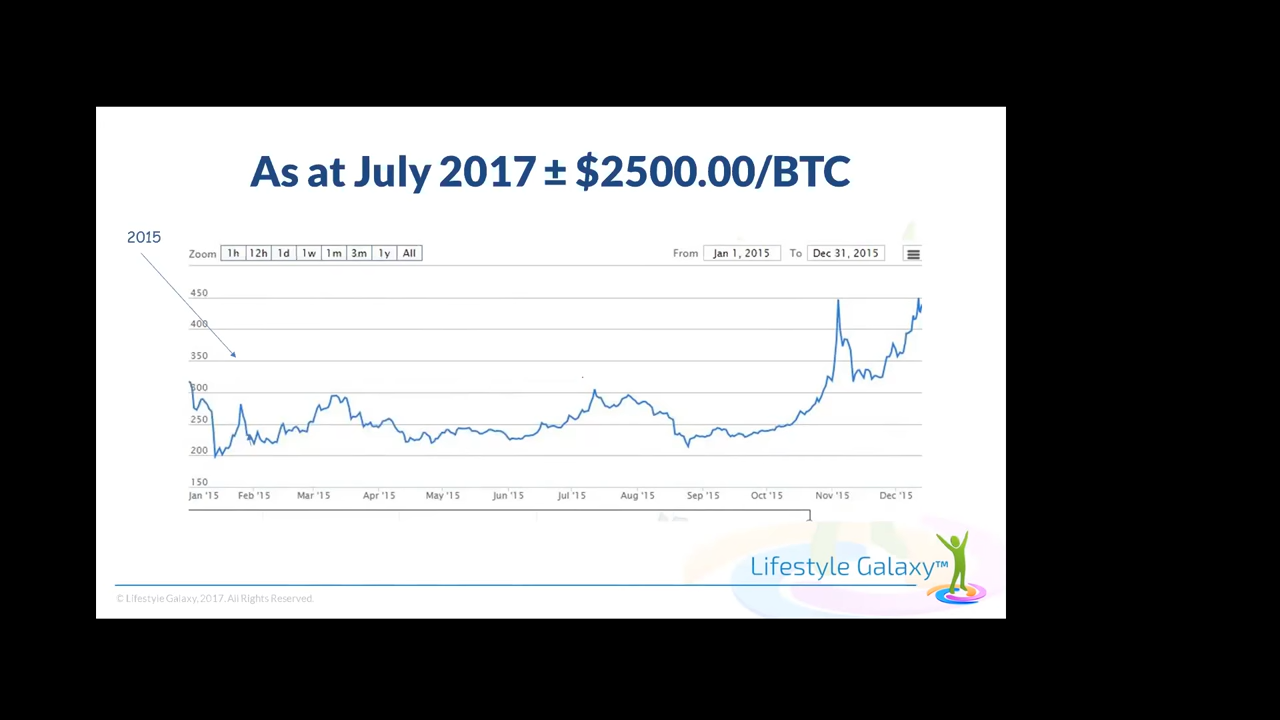 As at July 2017 ± $2500.00/BTC
2015
Zoom 1h 12h 1d 1w 1m 3m 1y All From Jan 1, 2015 To Dec 31, 2015
450
400
350
300
250
200
150
Jan '15 Feb '15 Mar '15 Apr '15 May '15 Jun '15 Jul '15 Aug '15 Sep '15 Oct '15 Nov '15 Dec '15
Lifestyle Galaxy™
© Lifestyle Galaxy, 2017. All Rights Reserved.